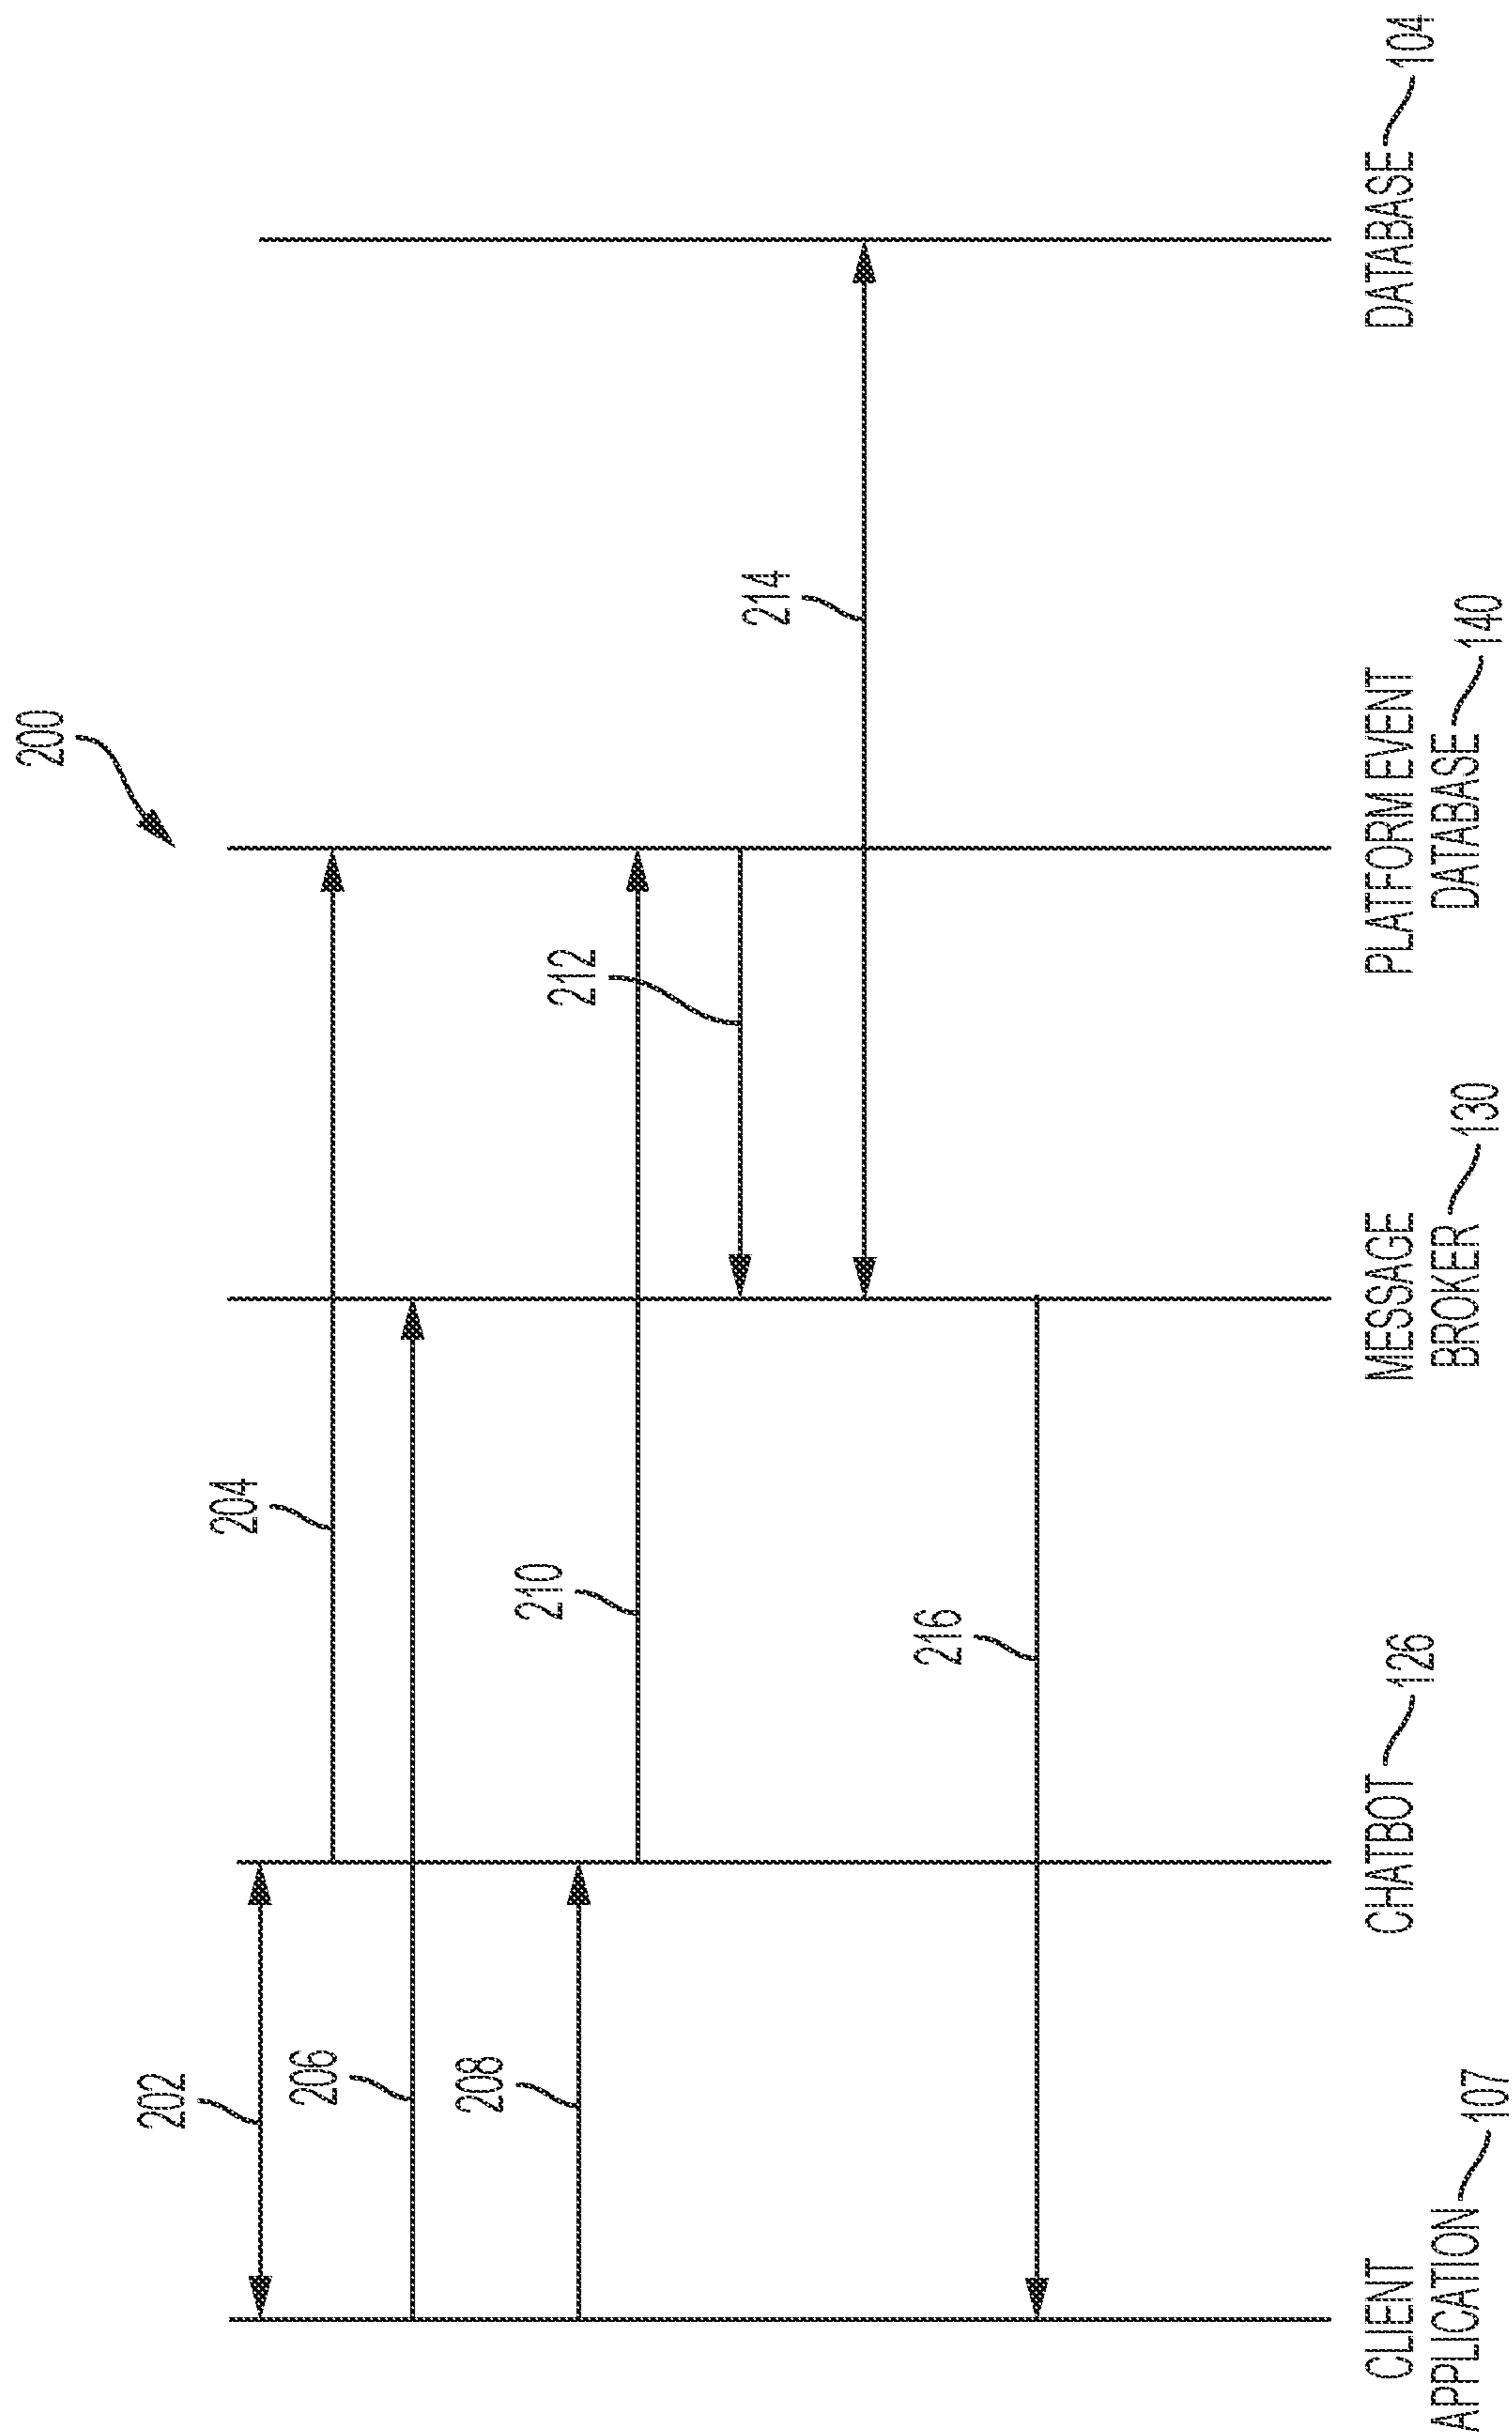 200
202
204
206
208
210
212
214
216
CLIENT
APPLICATION 107
CHATBOT 126
MESSAGE
BROKER 130
PLATFORM EVENT
DATABASE 140
DATABASE 104